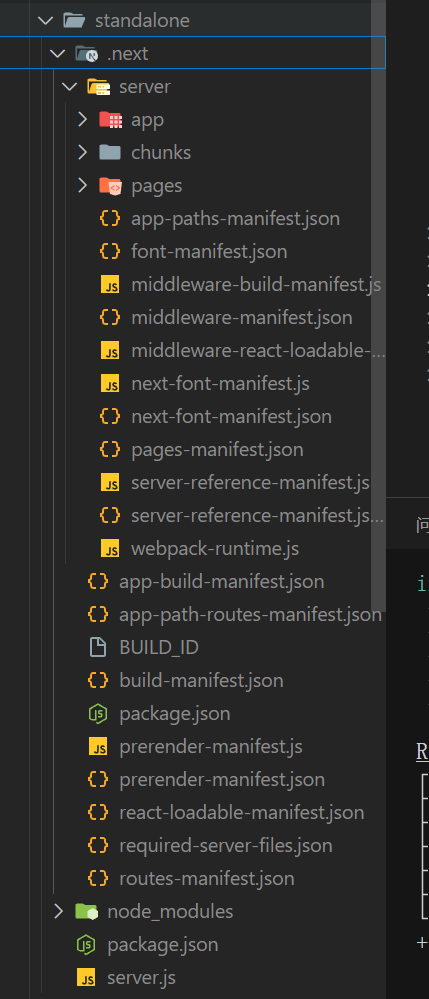 standalone
.next
server
app
chunks
pages
app-paths-manifest.json
font-manifest.json
middleware-build-manifest.js
middleware-manifest.json
middleware-react-loadable-...
next-font-manifest.js
next-font-manifest.json
pages-manifest.json
server-reference-manifest.js
server-reference-manifest.js...
webpack-runtime.js
app-build-manifest.json
app-path-routes-manifest.json
BUILD_ID
build-manifest.json
package.json
prerender-manifest.js
prerender-manifest.json
react-loadable-manifest.json
required-server-files.json
routes-manifest.json
node_modules
package.json
server.js
问
i
R
+